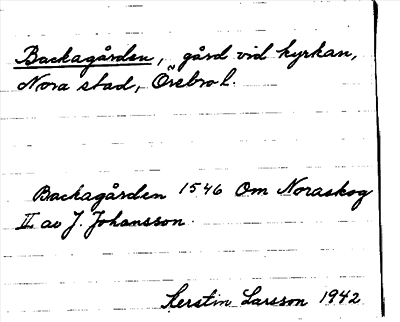 Backagården, gård vid kyrkan,
Nora stad, Örebro l.
Backagården 1546 Om Noraskog
II av J. Johansson.
Kerstin Larsson 1942